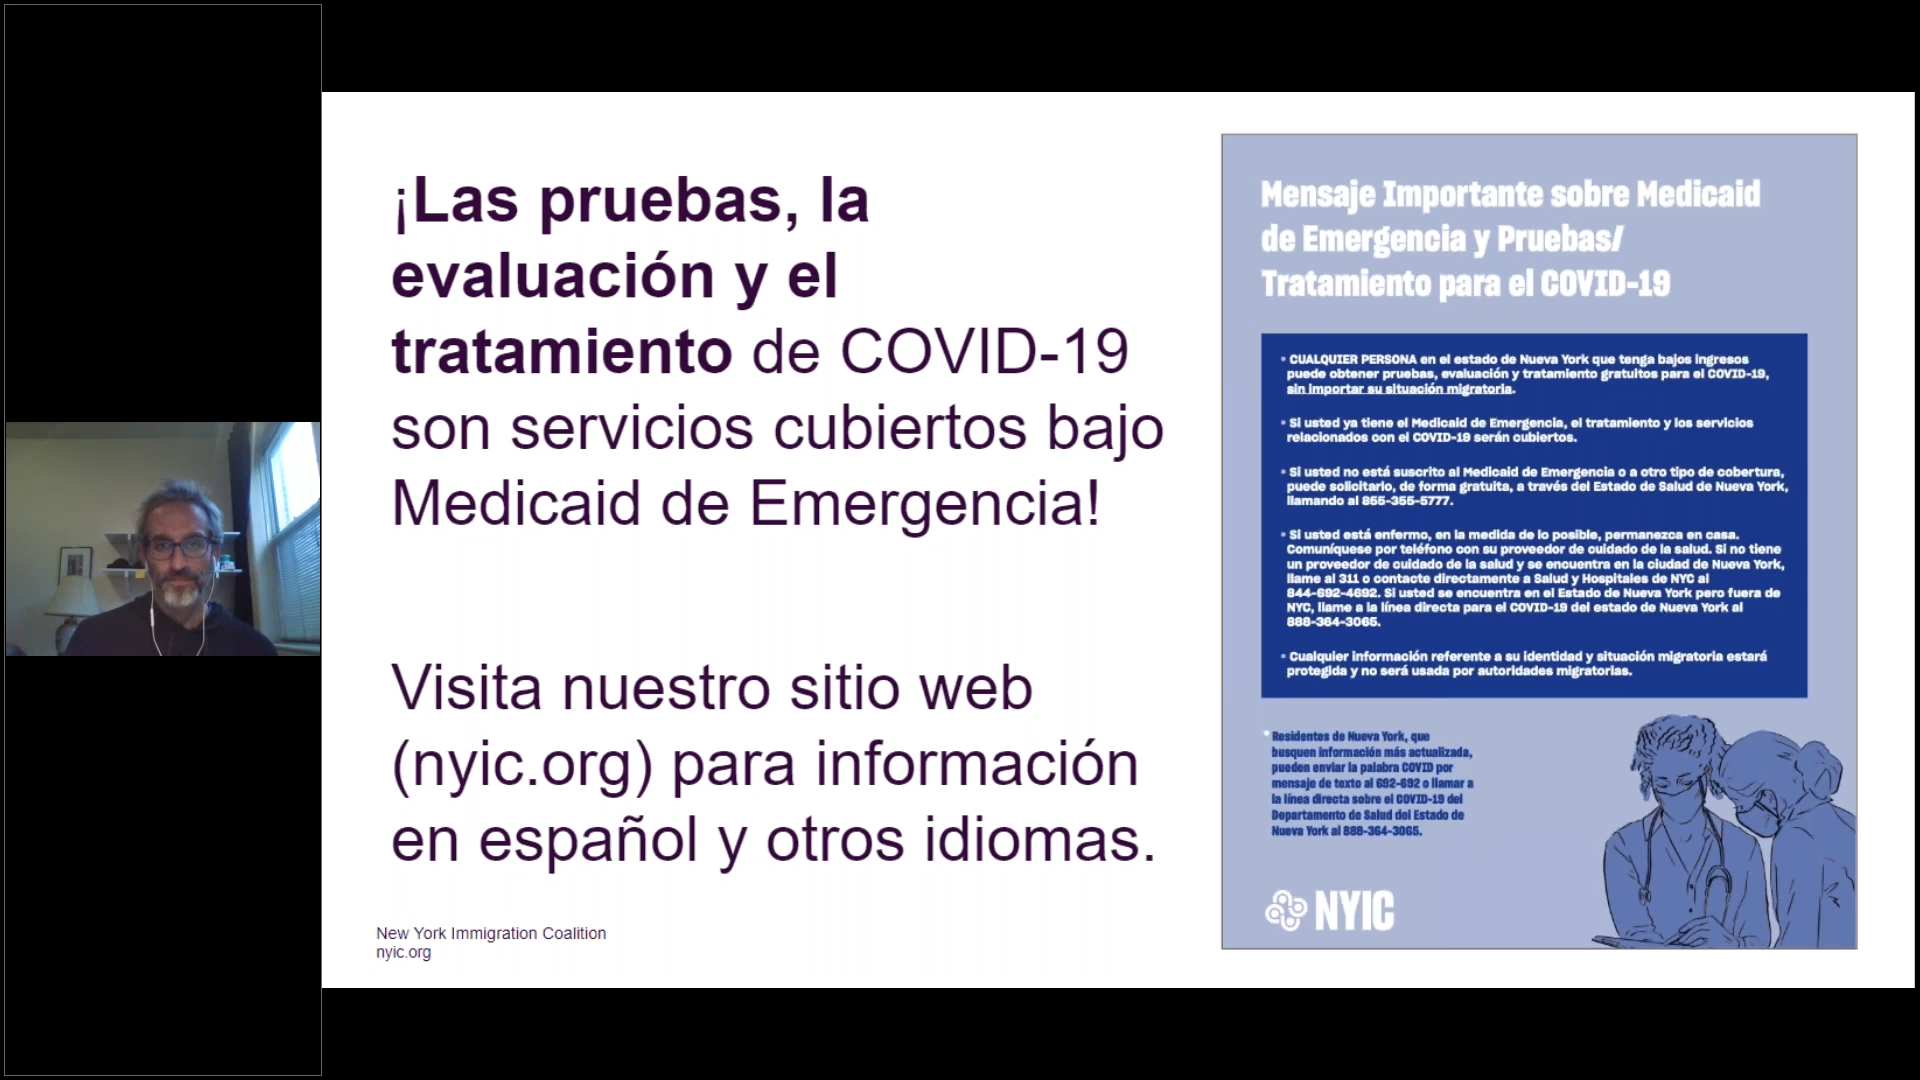 ¡Las pruebas, la
evaluación y el
tratamiento de COVID-19
son servicios cubiertos bajo
Medicaid de Emergencia!
Visita nuestro sitio web
(nyic.org) para información
en español y otros idiomas.
New York Immigration Coalition
nyic.org
Mensaje Importante sobre Medicaid
de Emergencia y Pruebas/
Tratamiento para el COVID-19
• CUALQUIER PERSONA en el estado de Nueva York que tenga bajos ingresos
puede obtener pruebas, evaluación y tratamiento gratuitos para el COVID-19,
sin importar su situación migratoria.
• Si usted ya tiene el Medicaid de Emergencia, el tratamiento y los servicios
relacionados con el COVID-19 serán cubiertos.
• Si usted no está suscrito al Medicaid de Emergencia o a otro tipo de cobertura,
puede solicitarlo, de forma gratuita, a través del Estado de Salud de Nueva York,
llamando al 855-355-5777.
• Si usted está enfermo, en la medida de lo posible, permanezca en casa.
Comuníquese por teléfono con su proveedor de cuidado de la salud. Si no tiene
un proveedor de cuidado de la salud y se encuentra en la ciudad de Nueva York,
llame al 311 o contacte directamente a Salud y Hospitales de NYC al
844-692-4692. Si usted se encuentra en el Estado de Nueva York pero fuera de
NYC, llame a la línea directa para el COVID-19 del estado de Nueva York al
888-364-3065.
• Cualquier información referente a su identidad y situación migratoria estará
protegida y no será usada por autoridades migratorias.
• Residentes de Nueva York, que
busquen información más actualizada,
pueden enviar la palabra COVID por
mensaje de texto al 692-692 o llamar a
la línea directa sobre el COVID-19 del
Departamento de Salud del Estado de
Nueva York al 888-364-3065.
NYIC